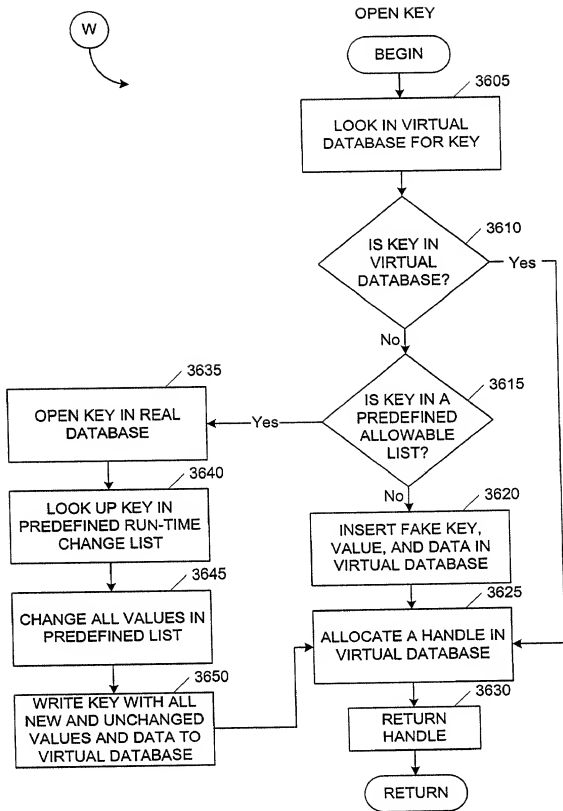 W
OPEN KEY
BEGIN
3605
LOOK IN VIRTUAL
DATABASE FOR KEY
3610
IS KEY IN
VIRTUAL
DATABASE?
Yes
No
3615
IS KEY IN A
PREDEFINED
ALLOWABLE
LIST?
Yes
No
3635
OPEN KEY IN REAL
DATABASE
3640
LOOK UP KEY IN
PREDEFINED RUN-TIME
CHANGE LIST
3645
CHANGE ALL VALUES IN
PREDEFINED LIST
3650
WRITE KEY WITH ALL
NEW AND UNCHANGED
VALUES AND DATA TO
VIRTUAL DATABASE
3620
INSERT FAKE KEY,
VALUE, AND DATA IN
VIRTUAL DATABASE
3625
ALLOCATE A HANDLE IN
VIRTUAL DATABASE
3630
RETURN
HANDLE
RETURN